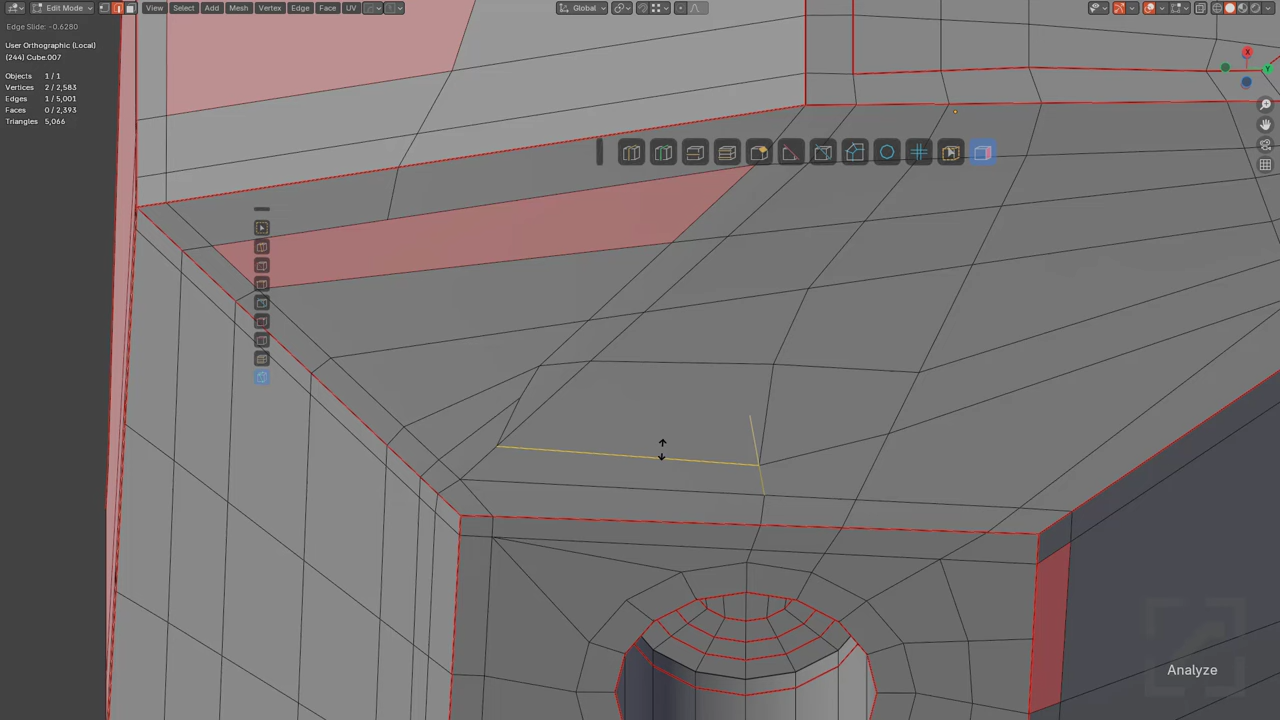 Edit Mode View Select Add Mesh Vertex Edge Face UV Global
Edge Slide: -0.6280
User Orthographic (Local)
(244) Cube.007
Objects 1 / 1
Vertices 2 / 2,583
Edges 1 / 5,001
Faces 0 / 2,393
Triangles 5,066
X
Y
Analyze